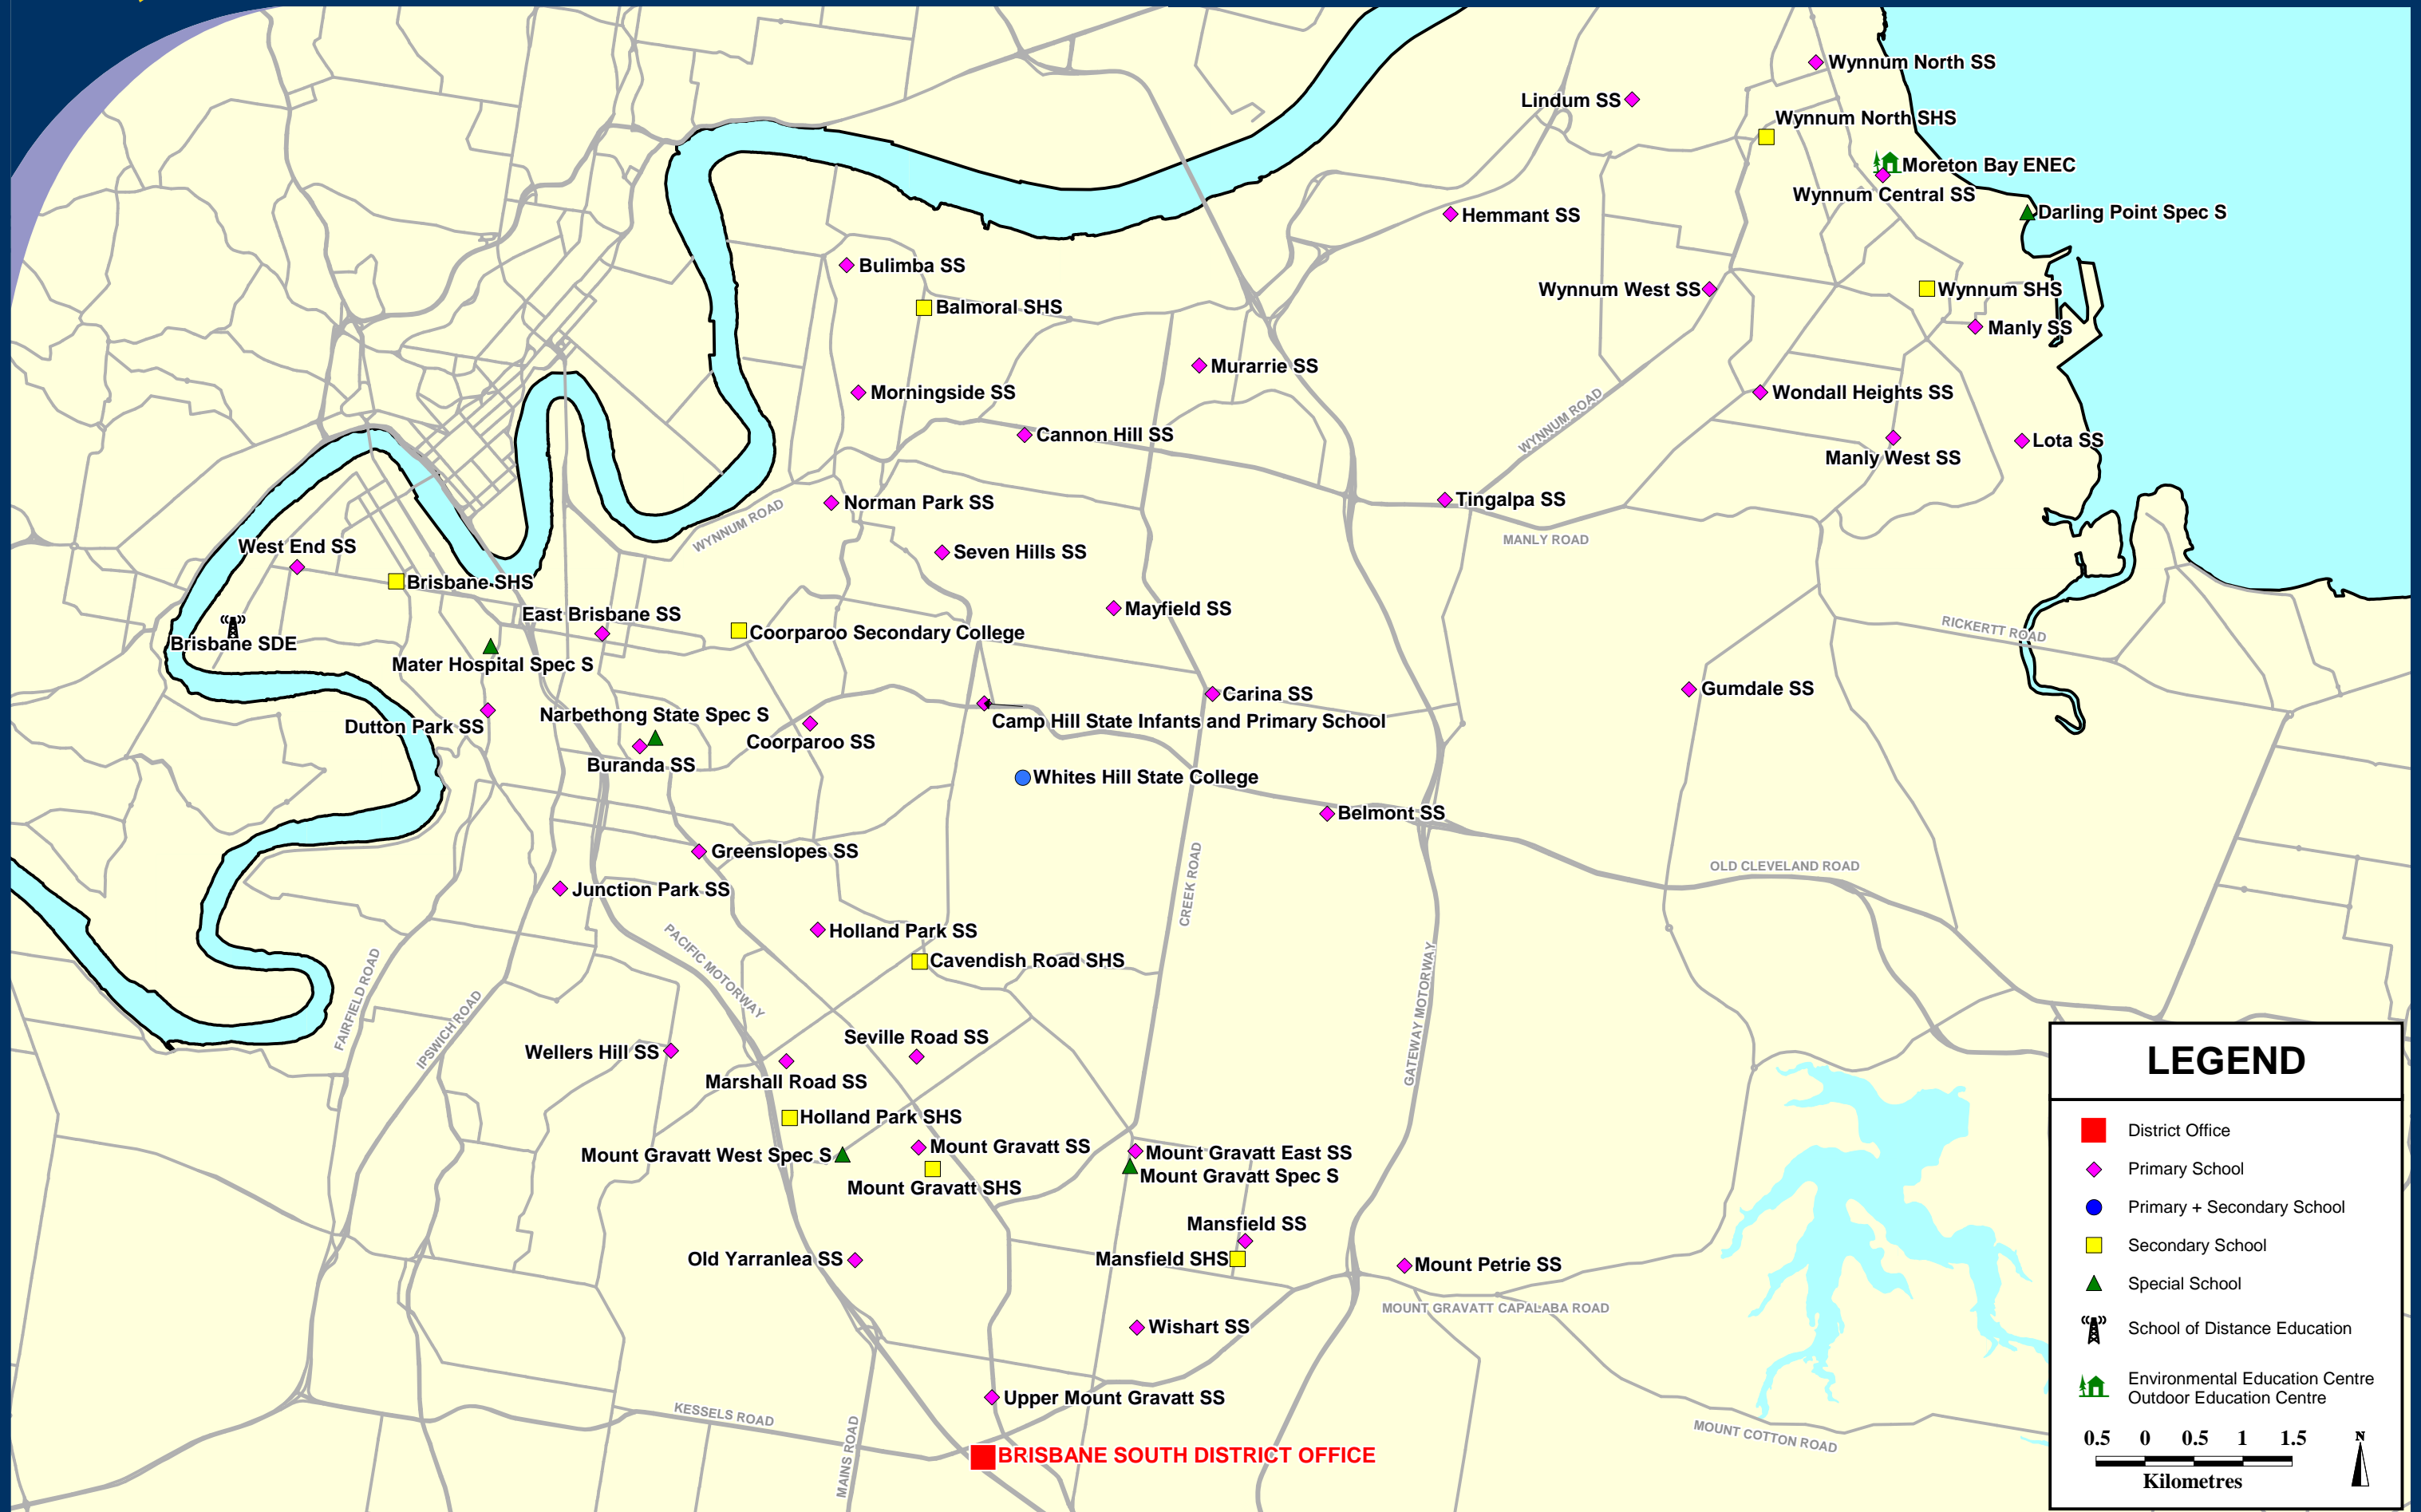 Wynnum North SS
Lindum SS
Wynnum North SHS
Moreton Bay ENEC
Wynnum Central SS
Darling Point Spec S
Hemmant SS
Bulimba SS
Wynnum West SS
Wynnum SHS
Balmoral SHS
Manly SS
Murarrie SS
Morningside SS
Wondall Heights SS
WYNNUM ROAD
Cannon Hill SS
Lota SS
Manly West SS
Tingalpa SS
Norman Park SS
WYNNUM ROAD
MANLY ROAD
West End SS
Seven Hills SS
Brisbane SHS
Mayfield SS
East Brisbane SS
RICKERTT ROAD
Coorparoo Secondary College
Brisbane SDE
Mater Hospital Spec S
Gumdale SS
Carina SS
Narbethong State Spec S
Camp Hill State Infants and Primary School
Dutton Park SS
Coorparoo SS
Buranda SS
Whites Hill State College
Belmont SS
Greenslopes SS
OLD CLEVELAND ROAD
CREEK ROAD
Junction Park SS
Holland Park SS
PACIFIC MOTORWAY
Cavendish Road SHS
FAIRFIELD ROAD
IPSWICH ROAD
GATEWAY MOTORWAY
Seville Road SS
Wellers Hill SS
Marshall Road SS
Holland Park SHS
Mount Gravatt SS
Mount Gravatt West Spec S
Mount Gravatt East SS
Mount Gravatt Spec S
Mount Gravatt SHS
Mansfield SS
Old Yarranlea SS
Mansfield SHS
Mount Petrie SS
MOUNT GRAVATT CAPALABA ROAD
Wishart SS
Upper Mount Gravatt SS
KESSELS ROAD
MAINS ROAD
MOUNT COTTON ROAD
BRISBANE SOUTH DISTRICT OFFICE
LEGEND
District Office
Primary School
Primary + Secondary School
Secondary School
Special School
School of Distance Education
Environmental Education Centre
Outdoor Education Centre
0.5 0 0.5 1 1.5
Kilometres
N